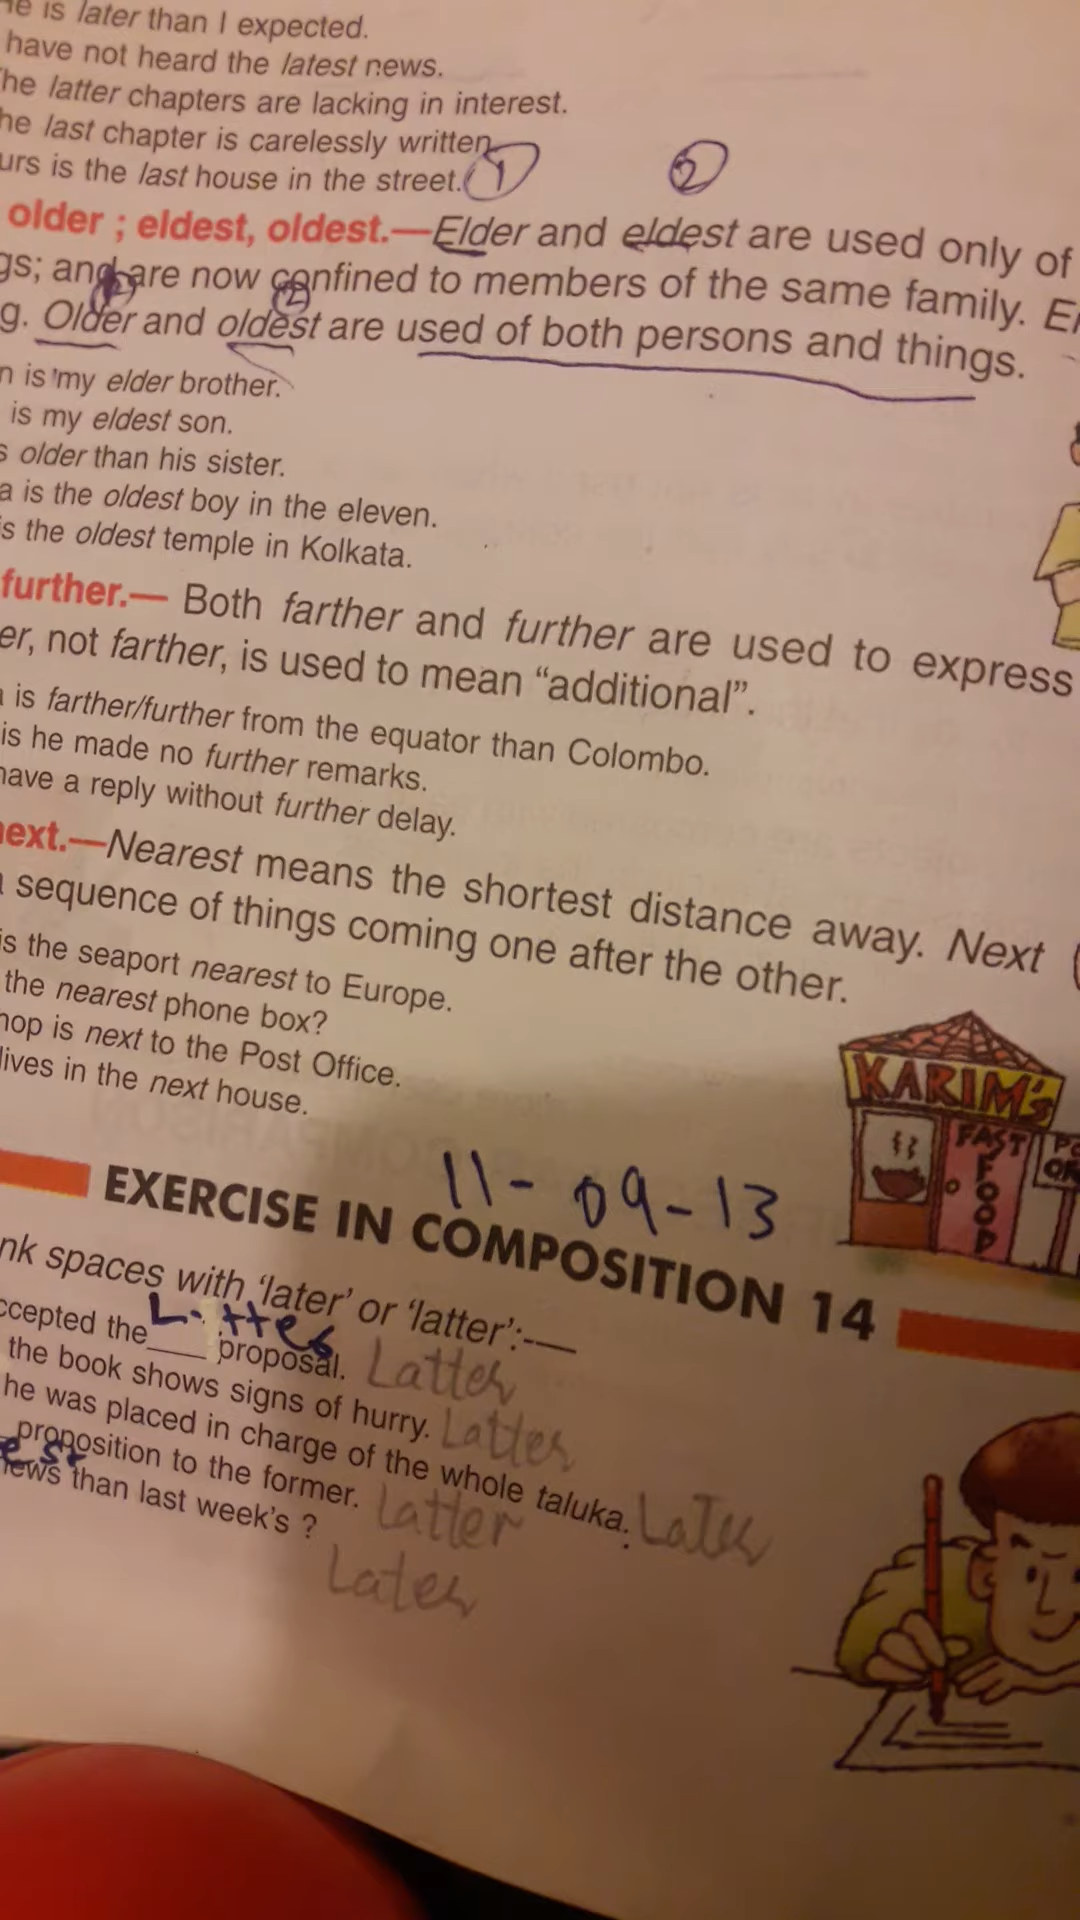 he is later than I expected.
have not heard the latest news.
The latter chapters are lacking in interest.
he last chapter is carelessly written
urs is the last house in the street. 1 2
older ; eldest, oldest.—Elder and eldest are used only of
gs; and are now confined to members of the same family. El
2
g. Older and oldest are used of both persons and things.
n is my elder brother.
is my eldest son.
s older than his sister.
a is the oldest boy in the eleven.
is the oldest temple in Kolkata.
further.— Both farther and further are used to express
er, not farther, is used to mean “additional”.
a is farther/further from the equator than Colombo.
is he made no further remarks.
have a reply without further delay.
next.—Nearest means the shortest distance away. Next
a sequence of things coming one after the other.
is the seaport nearest to Europe.
the nearest phone box?
hop is next to the Post Office.
lives in the next house.
KARIM's
FAST
FOOD
PO
OF
11-09-13
EXERCISE IN COMPOSITION 14
nk spaces with ‘later’ or ‘latter’:-—
ccepted the____ proposal. Latter
the book shows signs of hurry. Latter
he was placed in charge of the whole taluka. Later
proposition to the former. Latter
est
news than last week's ?
Later